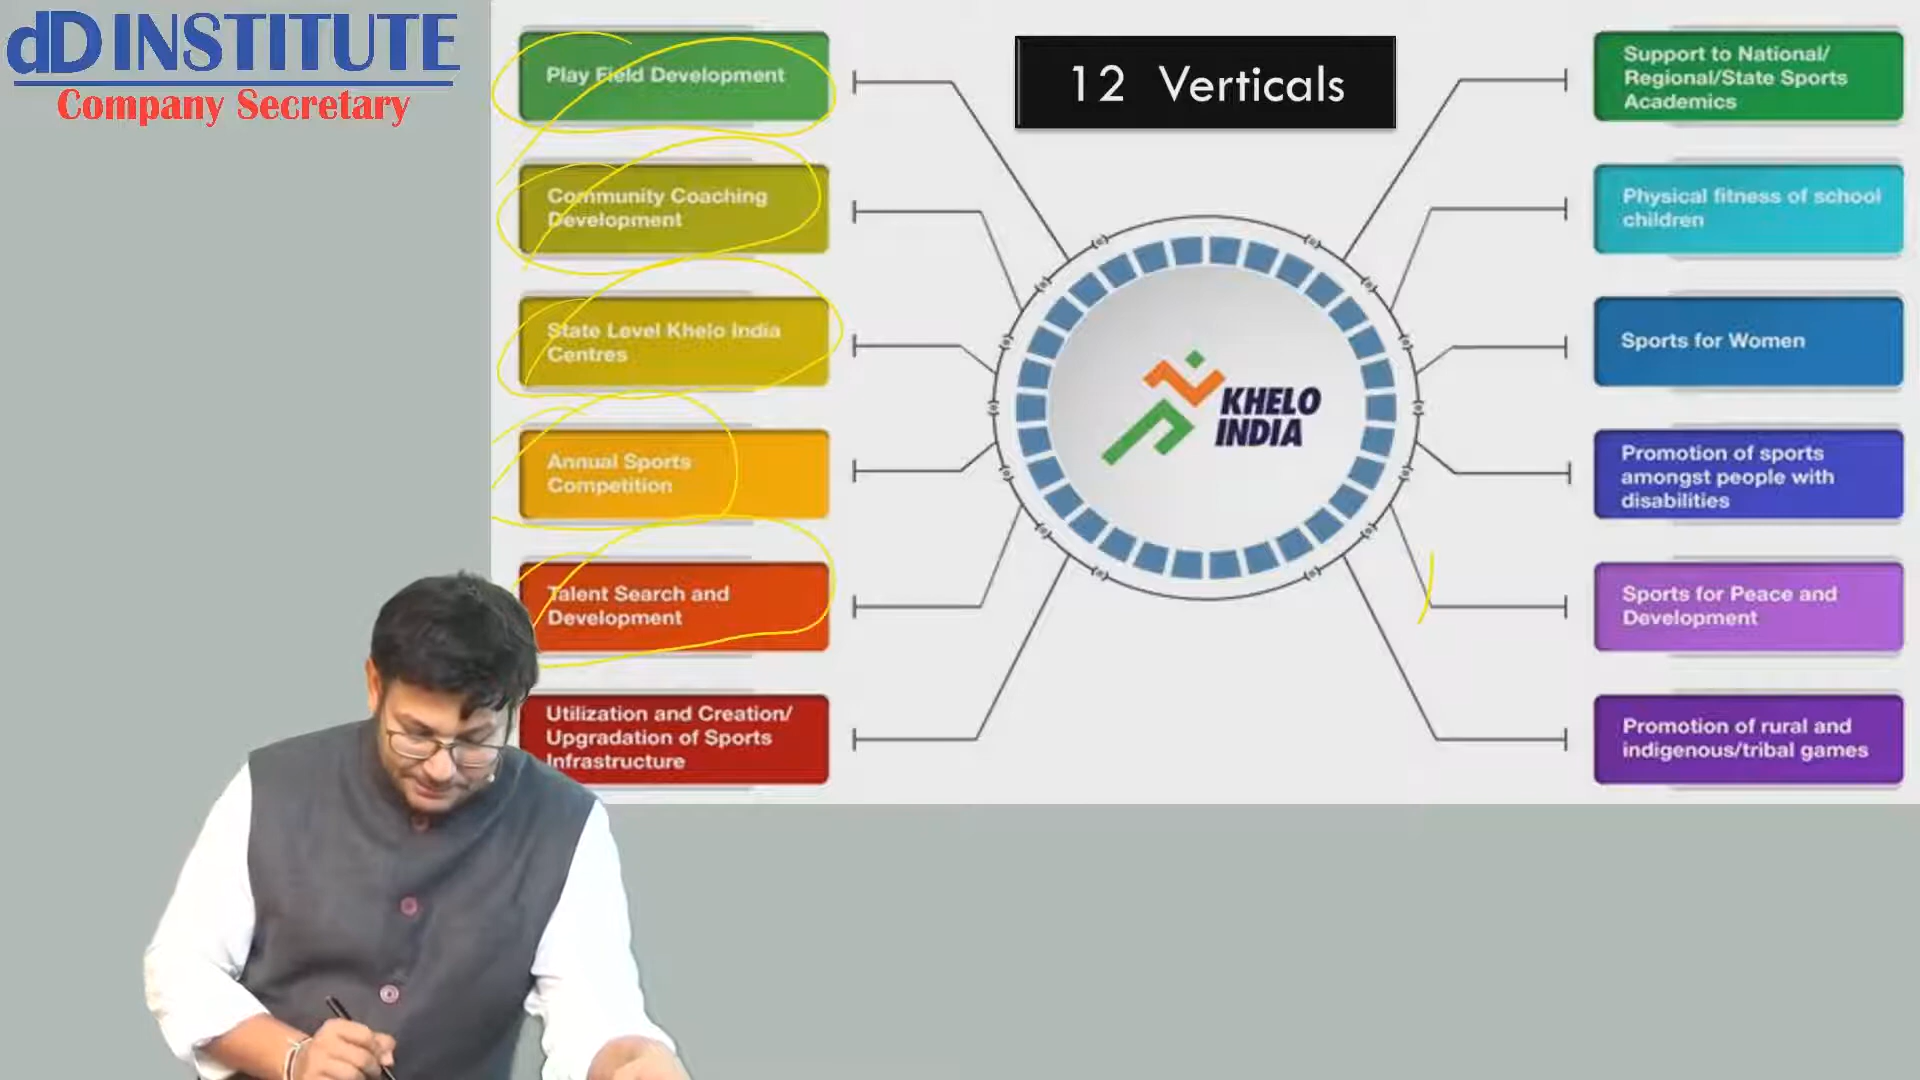 dD INSTITUTE
Company Secretary
12 Verticals
Play Field Development
Community Coaching
Development
State Level Khelo India
Centres
Annual Sports
Competition
Talent Search and
Development
Utilization and Creation/
Upgradation of Sports
Infrastructure
KHELO
INDIA
Support to National/
Regional/State Sports
Academics
Physical fitness of school
children
Sports for Women
Promotion of sports
amongst people with
disabilities
Sports for Peace and
Development
Promotion of rural and
indigenous/tribal games